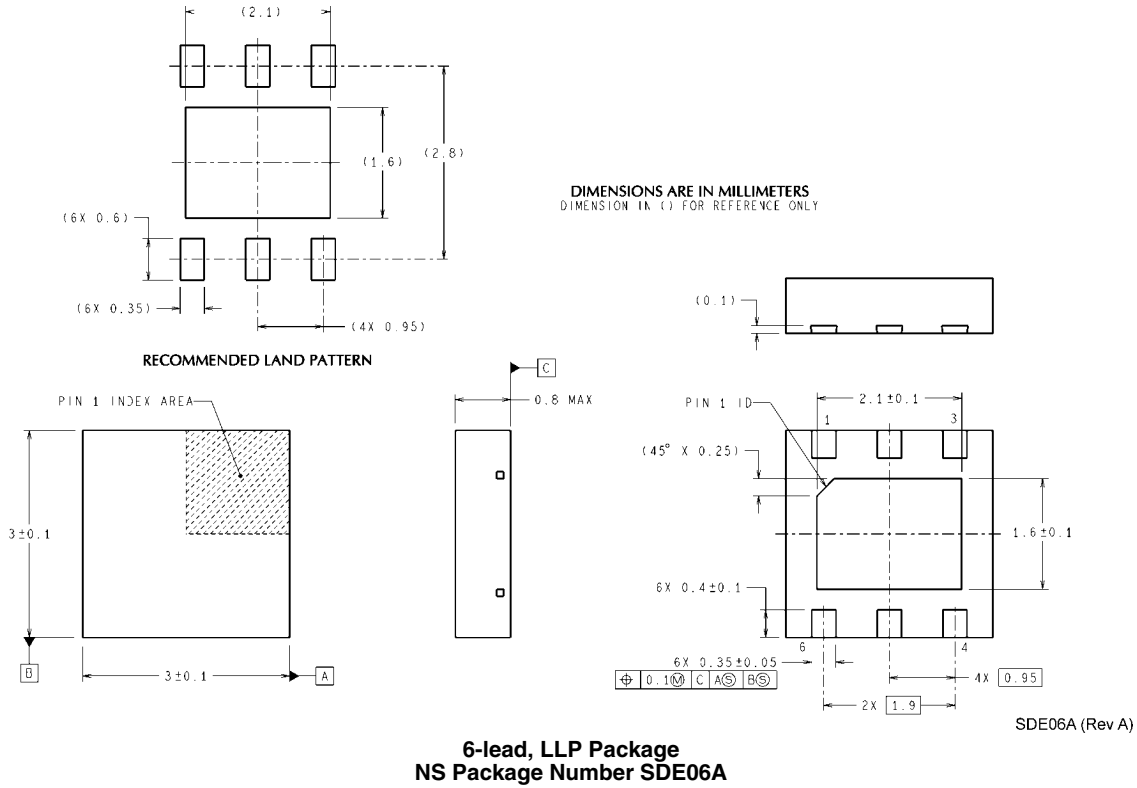 (2.1)
(1.6)
(2.8)
(6X 0.6)
(6X 0.35)
(4X 0.95)
RECOMMENDED LAND PATTERN
DIMENSIONS ARE IN MILLIMETERS
DIMENSION IN () FOR REFERENCE ONLY
(0.1)
PIN 1 INDEX AREA
3±0.1
B
3±0.1
A
C
0.8 MAX
PIN 1 ID
2.1±0.1
1
3
(45° X 0.25)
1.6±0.1
6X 0.4±0.1
6
4
6X 0.35±0.05
⌖ 0.1Ⓜ C AⓈ BⓈ
4X 0.95
2X 1.9
SDE06A (Rev A)
6-lead, LLP Package
NS Package Number SDE06A